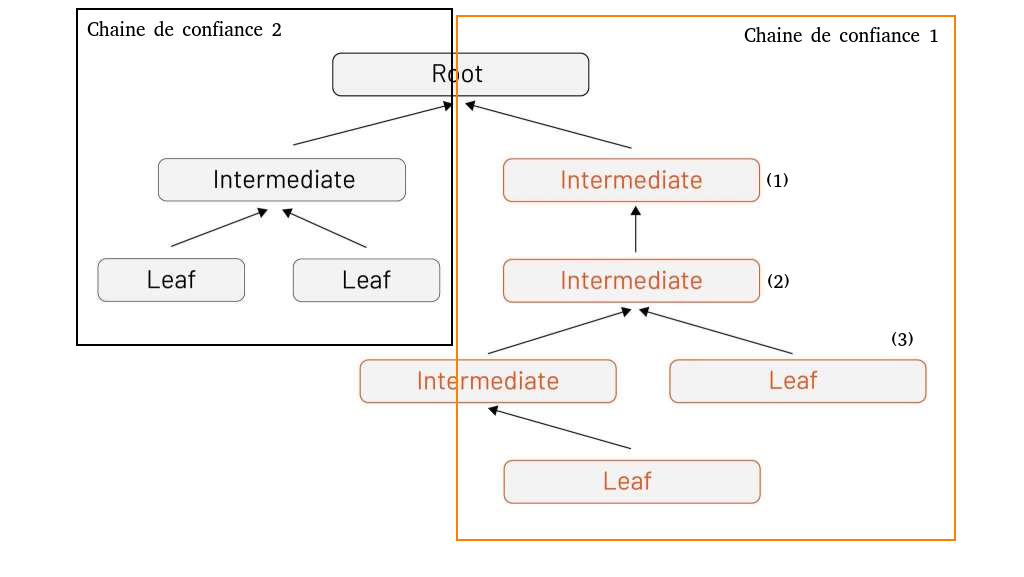 Chaine de confiance 2
Chaine de confiance 1
Root
Intermediate
Intermediate (1)
Leaf
Leaf
Intermediate (2)
(3)
Intermediate
Leaf
Leaf